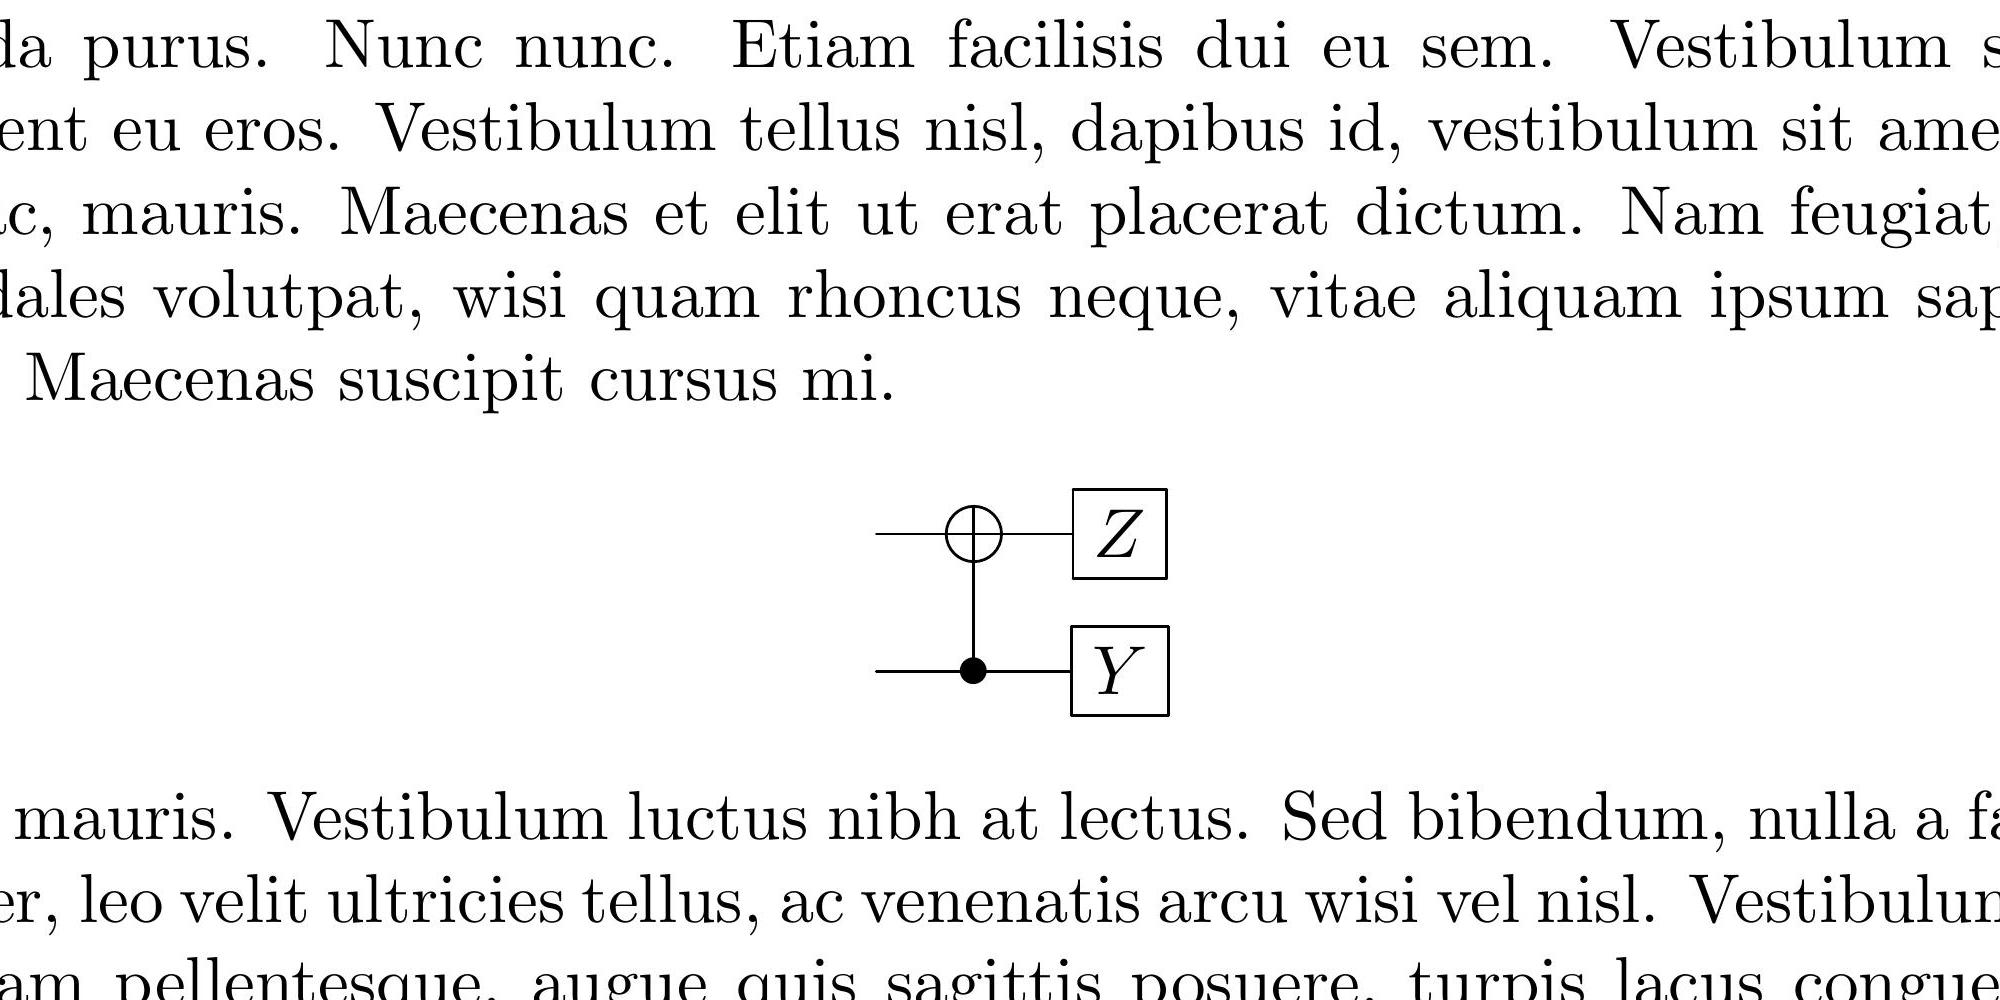 da purus. Nunc nunc. Etiam facilisis dui eu sem. Vestibulum s
ent eu eros. Vestibulum tellus nisl, dapibus id, vestibulum sit ame
ac, mauris. Maecenas et elit ut erat placerat dictum. Nam feugiat,
dales volutpat, wisi quam rhoncus neque, vitae aliquam ipsum sap
Maecenas suscipit cursus mi.
Z
Y
mauris. Vestibulum luctus nibh at lectus. Sed bibendum, nulla a fa
er, leo velit ultricies tellus, ac venenatis arcu wisi vel nisl. Vestibulum
am pellentesque, augue quis sagittis posuere, turpis lacus congue